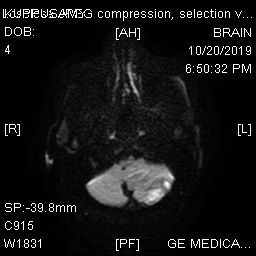 compression, selection v...
DOB:
BRAIN
4
10/20/2019
6:50:32 PM
[AH]
[R]
[L]
SP:-39.8mm
C915
W1831
[PF]
GE MEDICA...